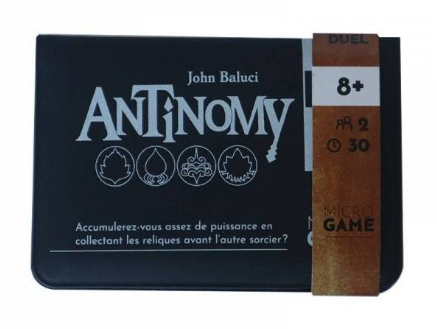 John Baluci
ANTiNOMY
Accumulerez-vous assez de puissance en
collectant les reliques avant l'autre sorcier?
DUEL
8+
2
30
MICRO
GAME